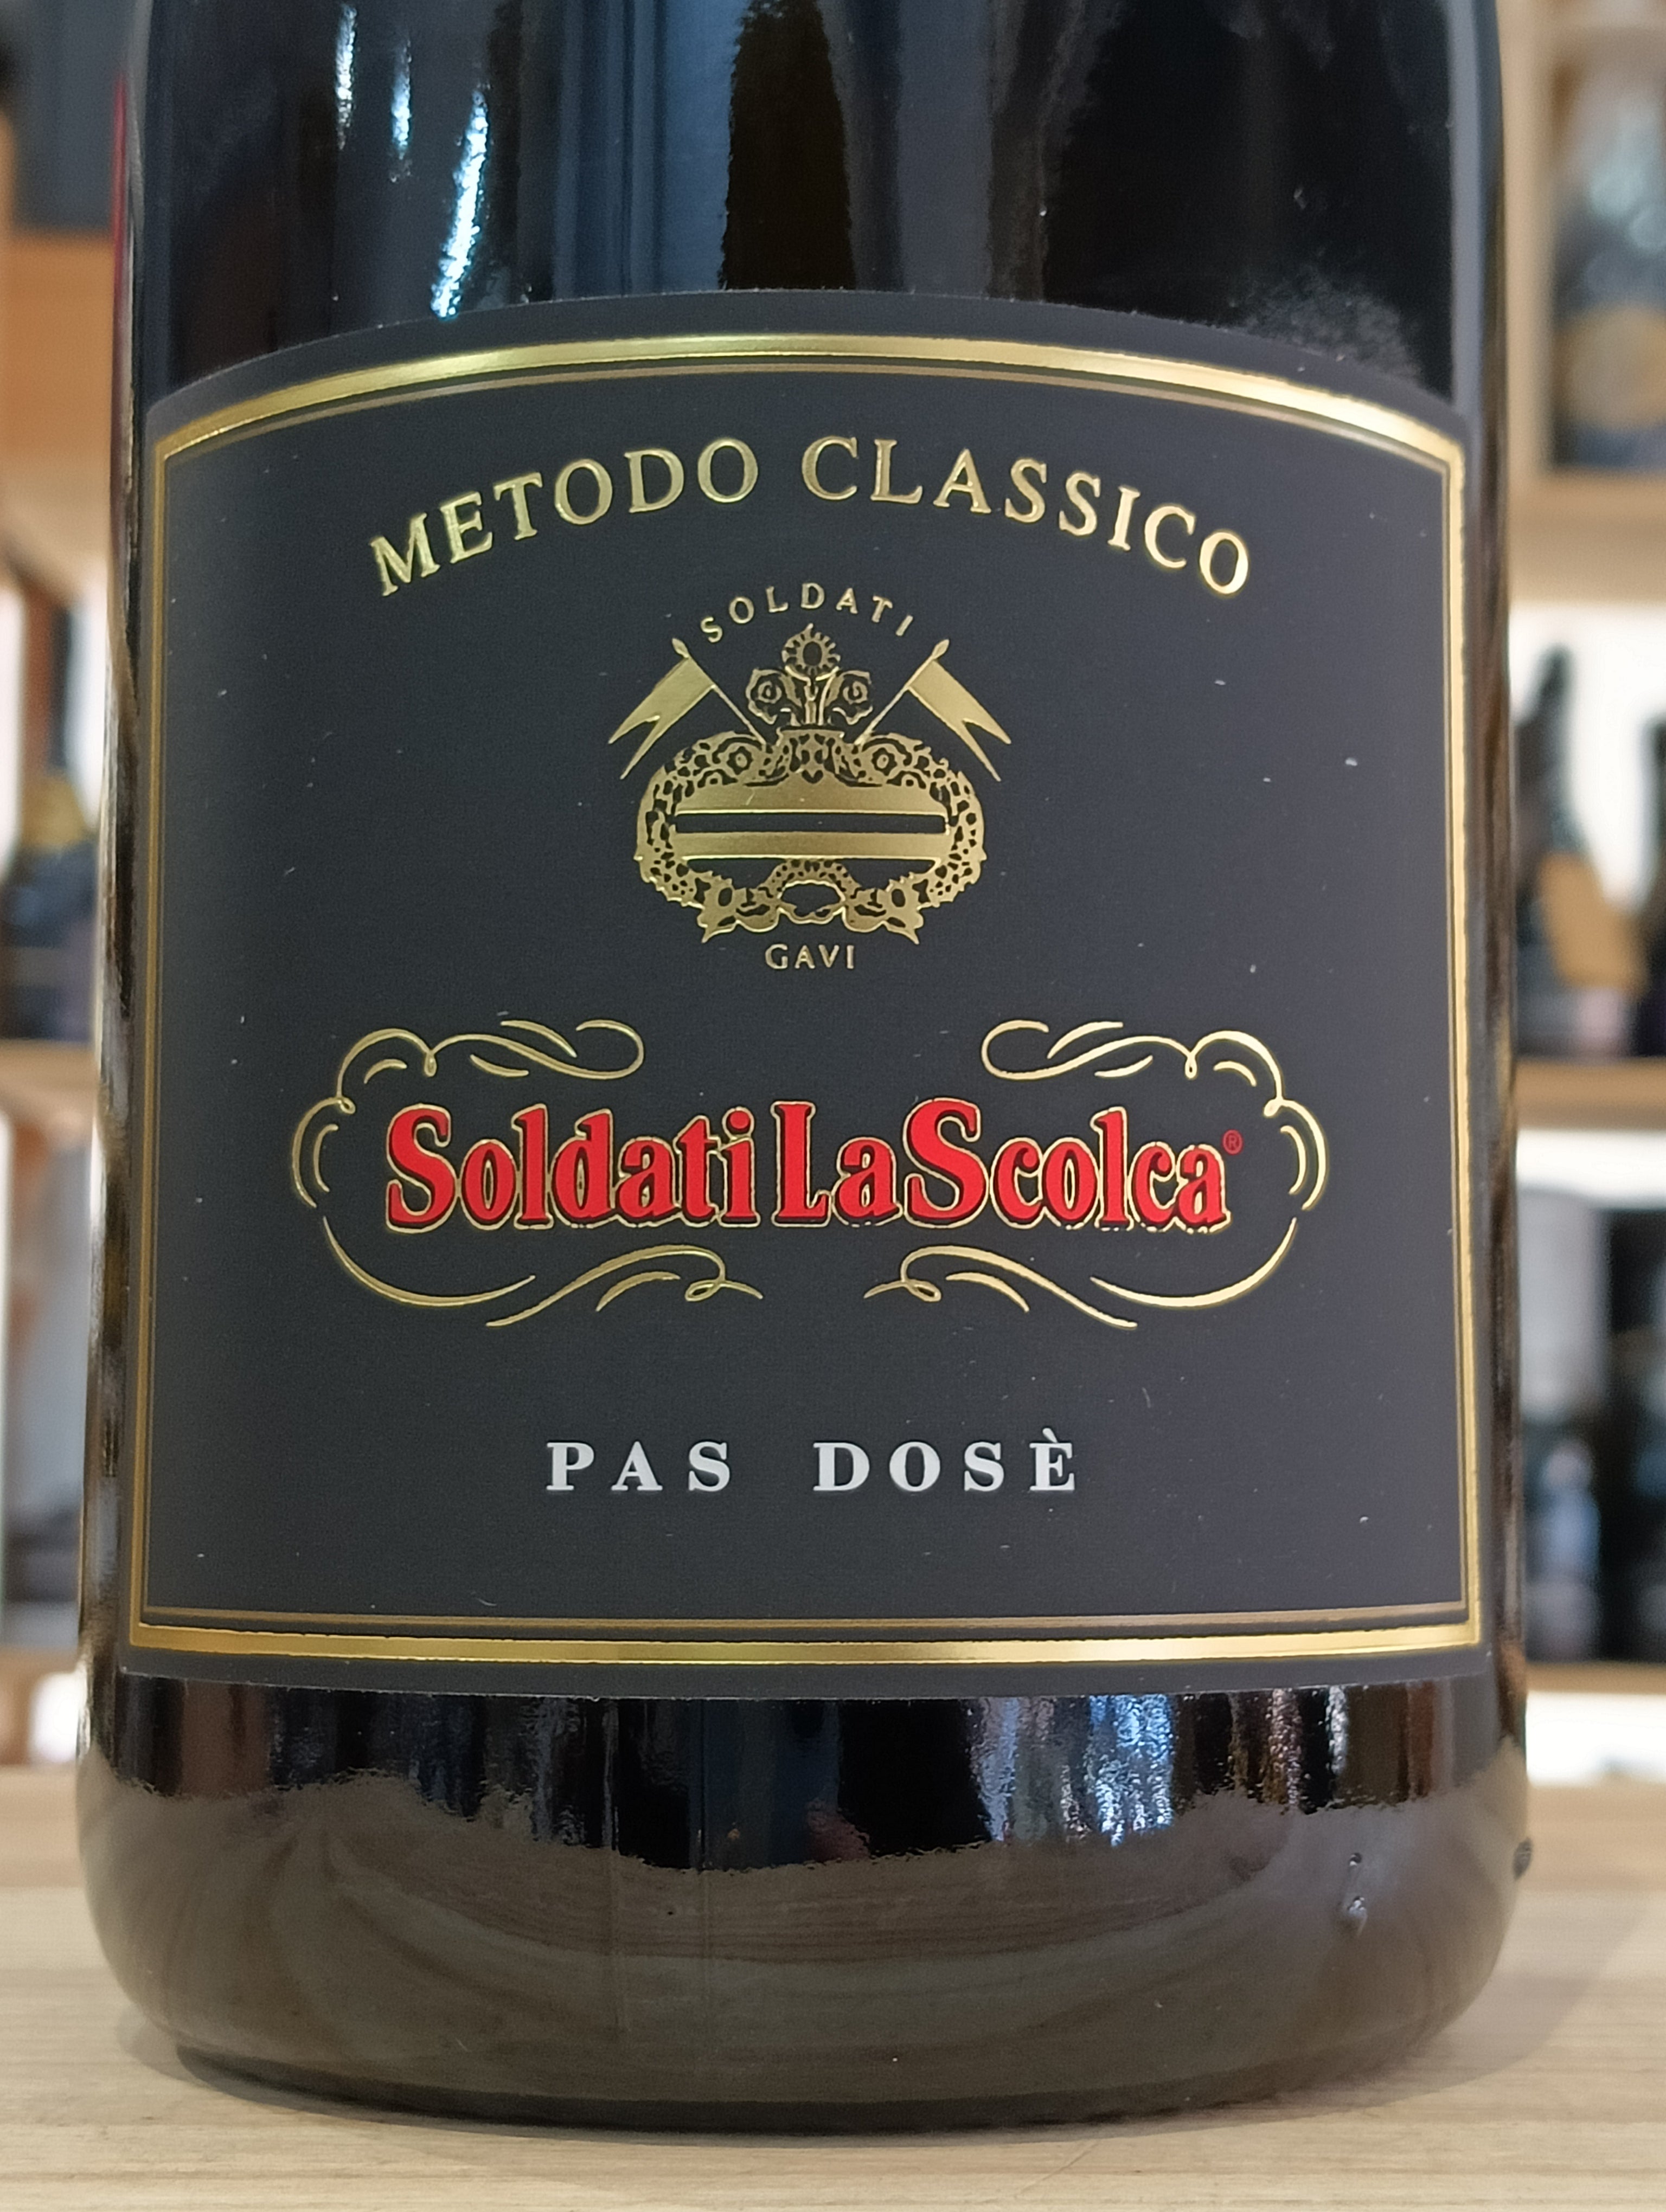 METODO CLASSICO
SOLDATI
GAVI
Soldati La Scolca®
PAS DOSÈ